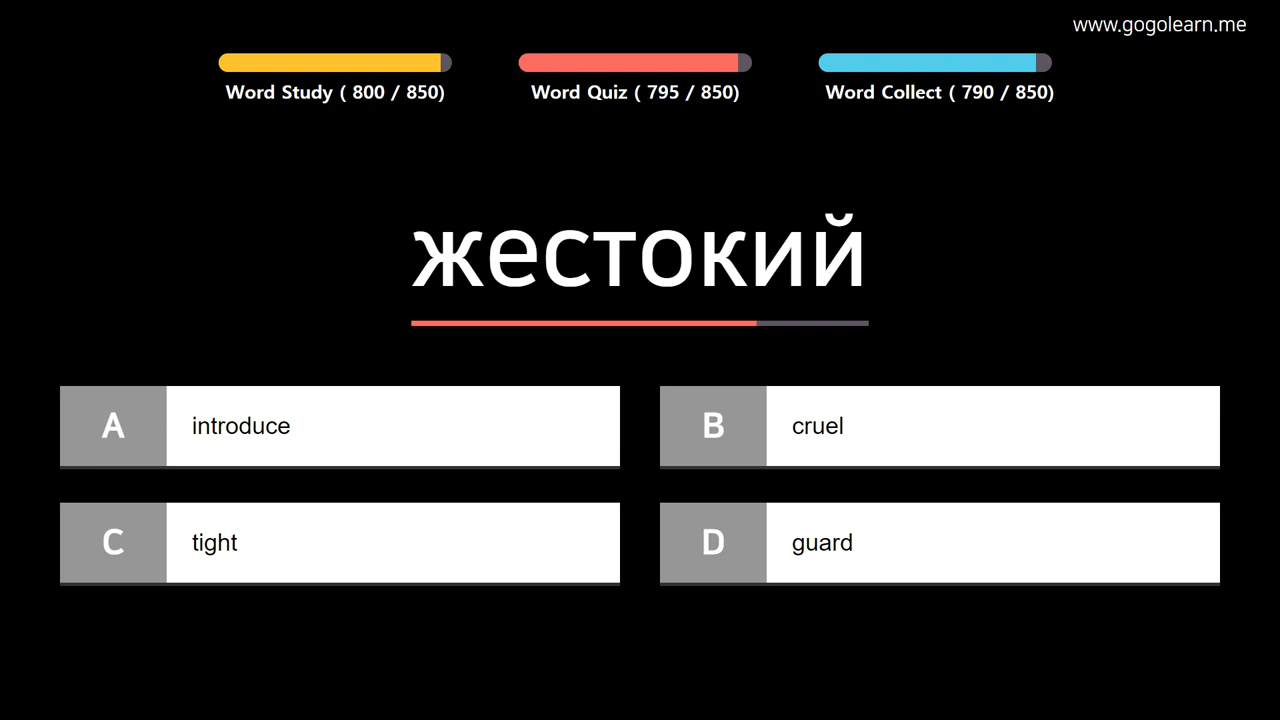 www.gogolearn.me
Word Study ( 800 / 850)
Word Quiz ( 795 / 850)
Word Collect ( 790 / 850)
жестокий
A introduce
B cruel
C tight
D guard